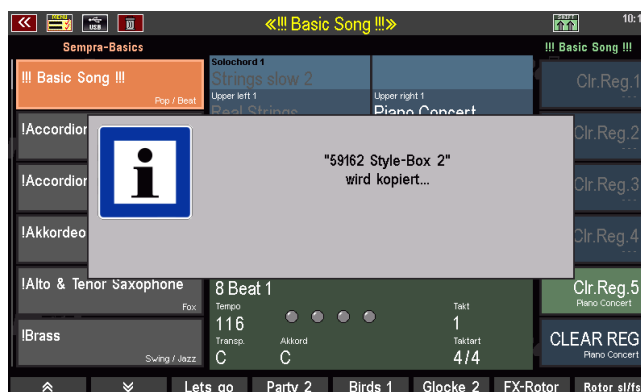 MENU
USB
«!!! Basic Song !!!»
SHIFT
10:1
Sempra-Basics
!!! Basic Song !!!
!!! Basic Song !!!
Pop / Beat
Solochord 1
Strings slow 2
Upper left 1
Real Strings
Upper right 1
Piano Concert
Clr.Reg.1
---
!Accordion
Clr.Reg.2
---
!Accordion
Clr.Reg.3
---
!Akkordeo
Clr.Reg.4
---
"59162 Style-Box 2"
wird kopiert...
!Alto & Tenor Saxophone
Fox
8 Beat 1
Tempo
116
Takt
1
Transp.
C
Akkord
C
Taktart
4/4
Clr.Reg.5
Piano Concert
!Brass
Swing / Jazz
CLEAR REG
Piano Concert
Lets go
Party 2
Birds 1
Glocke 2
FX-Rotor
Rotor sl/fs